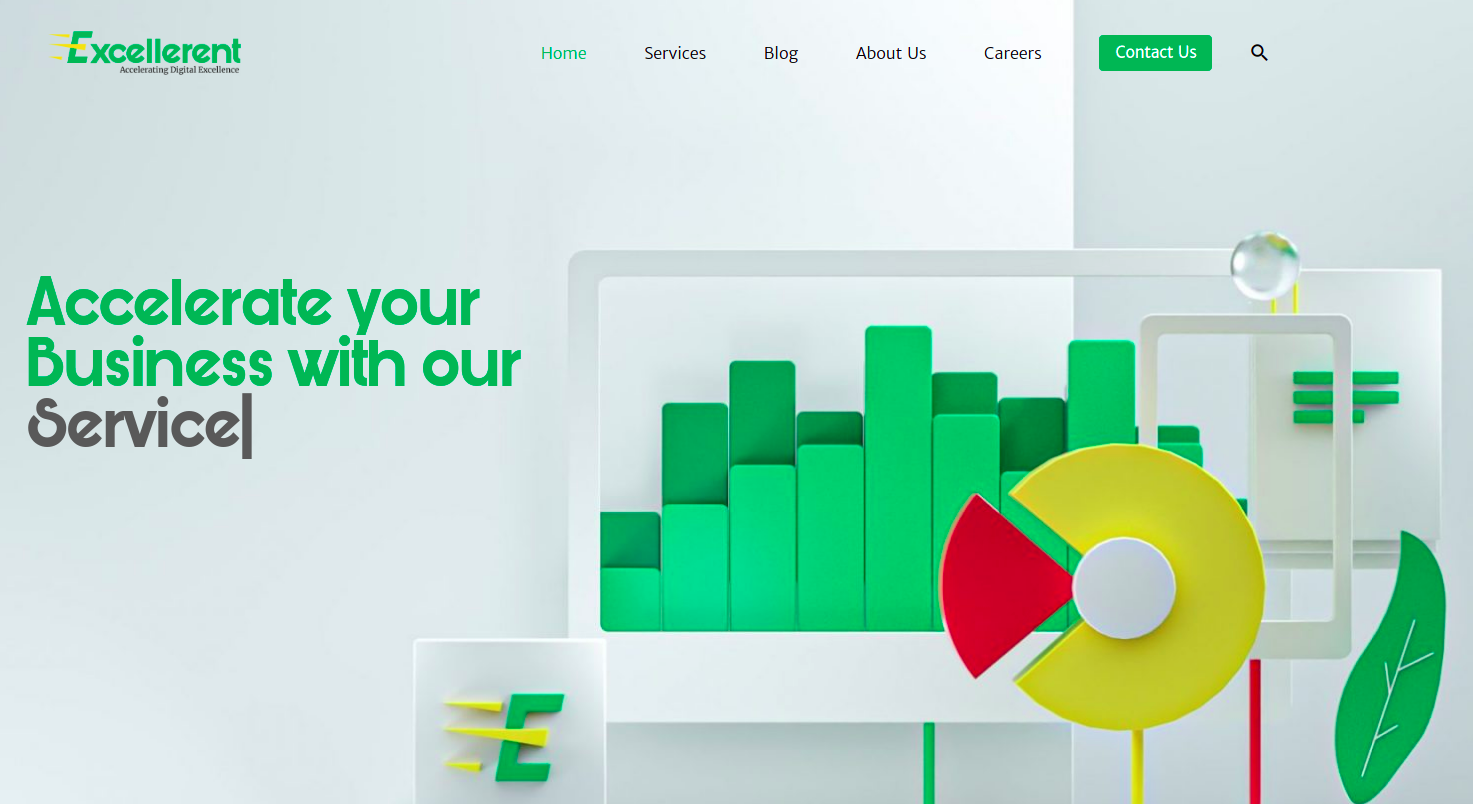 Excellerent
Accelerating Digital Excellence
Home
Services
Blog
About Us
Careers
Contact Us
Accelerate your
Business with our
Service|
E